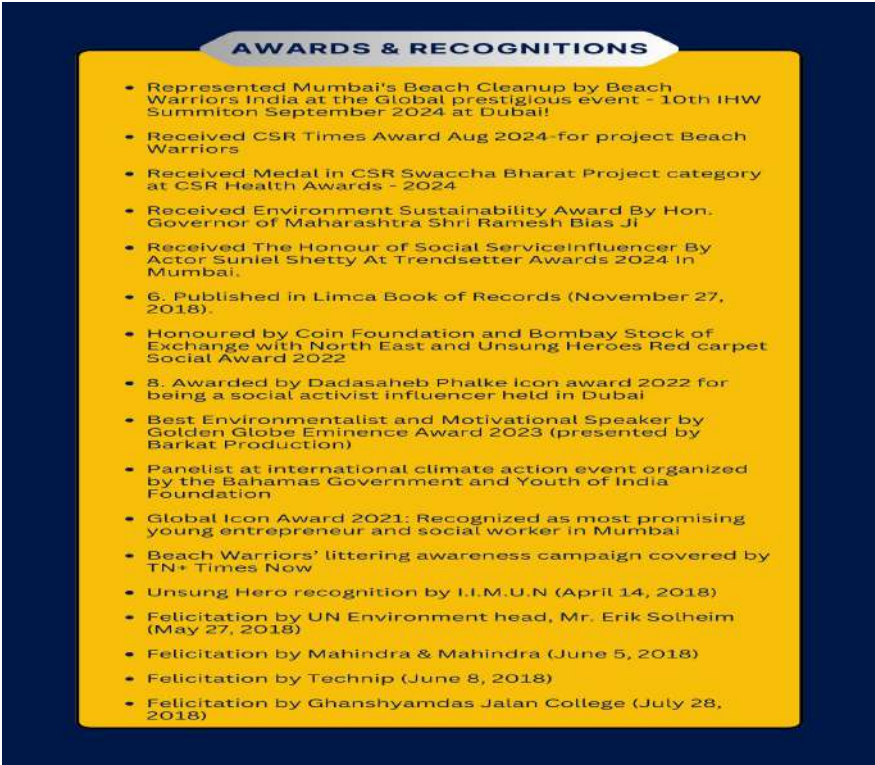 AWARDS & RECOGNITIONS
• Represented Mumbai's Beach Cleanup by Beach
Warriors India at the Global prestigious event - 10th IHW
Summiton September 2024 at Dubai!
• Received CSR Times Award Aug 2024-for project Beach
Warriors
• Received Medal in CSR Swaccha Bharat Project category
at CSR Health Awards - 2024
• Received Environment Sustainability Award By Hon.
Governor of Maharashtra Shri Ramesh Bias Ji
• Received The Honour of Social ServiceInfluencer By
Actor Suniel Shetty At Trendsetter Awards 2024 In
Mumbai.
• 6. Published in Limca Book of Records (November 27,
2018).
• Honoured by Coin Foundation and Bombay Stock of
Exchange with North East and Unsung Heroes Red carpet
Social Award 2022
• 8. Awarded by Dadasaheb Phalke icon award 2022 for
being a social activist influencer held in Dubai
• Best Environmentalist and Motivational Speaker by
Golden Globe Eminence Award 2023 (presented by
Barkat Production)
• Panelist at international climate action event organized
by the Bahamas Government and Youth of India
Foundation
• Global Icon Award 2021: Recognized as most promising
young entrepreneur and social worker in Mumbai
• Beach Warriors' littering awareness campaign covered by
TN+ Times Now
• Unsung Hero recognition by I.I.M.U.N (April 14, 2018)
• Felicitation by UN Environment head, Mr. Erik Solheim
(May 27, 2018)
• Felicitation by Mahindra & Mahindra (June 5, 2018)
• Felicitation by Technip (June 8, 2018)
• Felicitation by Ghanshyamdas Jalan College (July 28,
2018)